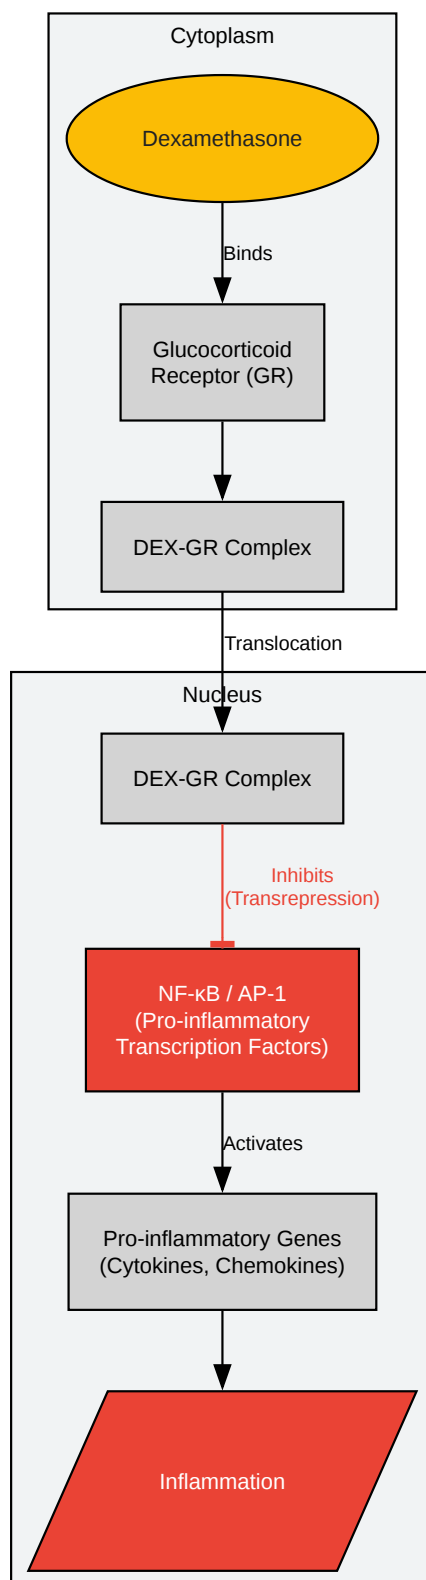 Cytoplasm
Dexamethasone
Binds
Glucocorticoid
Receptor (GR)
DEX-GR Complex
Translocation
Nucleus
DEX-GR Complex
Inhibits
(Transrepression)
NF-κB / AP-1
(Pro-inflammatory
Transcription Factors)
Activates
Pro-inflammatory Genes
(Cytokines, Chemokines)
Inflammation